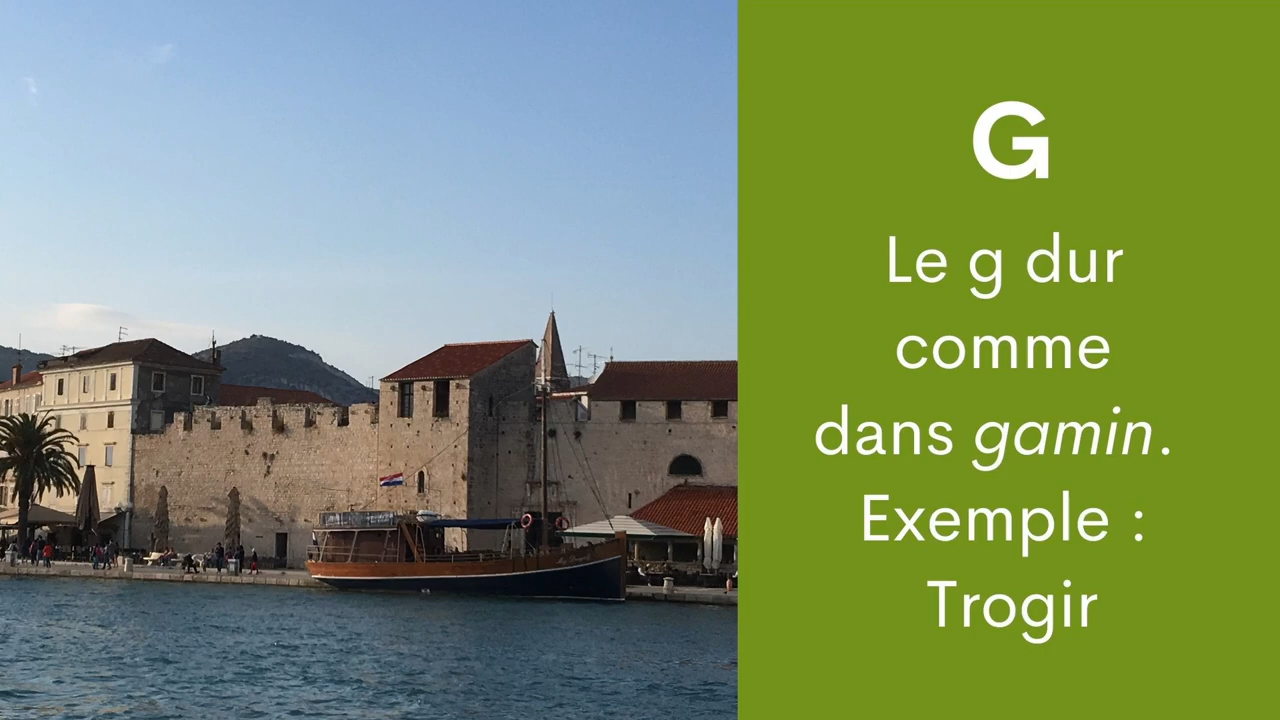 G
Le g dur
comme
dans gamin.
Exemple :
Trogir